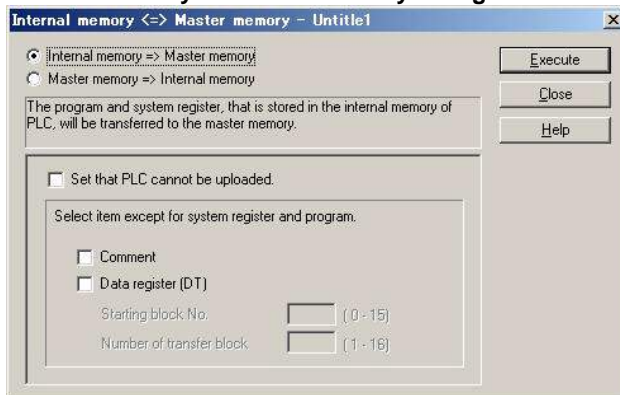 Internal memory <=> Master memory - Untitle1
Internal memory => Master memory
Execute
Master memory => Internal memory
Close
The program and system register, that is stored in the internal memory of
PLC, will be transferred to the master memory.
Help
Set that PLC cannot be uploaded.
Select item except for system register and program.
Comment
Data register (DT)
Starting block No. ( 0 - 15)
Number of transfer block ( 1 - 16)